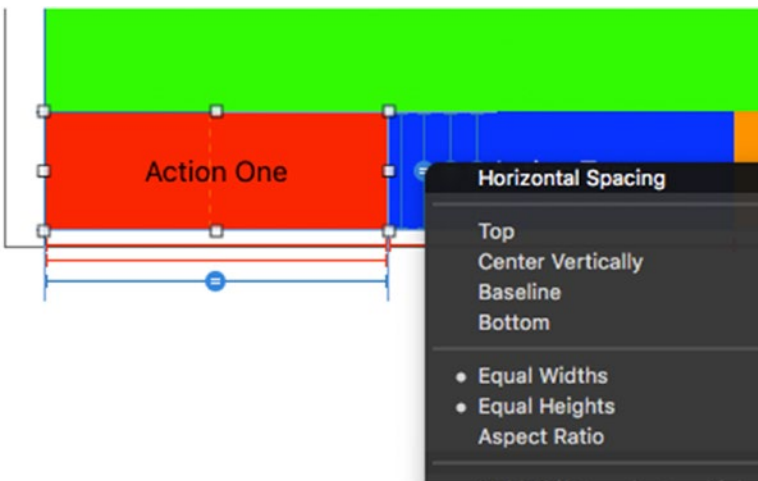 Action One
Horizontal Spacing
Top
Center Vertically
Baseline
Bottom
Equal Widths
Equal Heights
Aspect Ratio